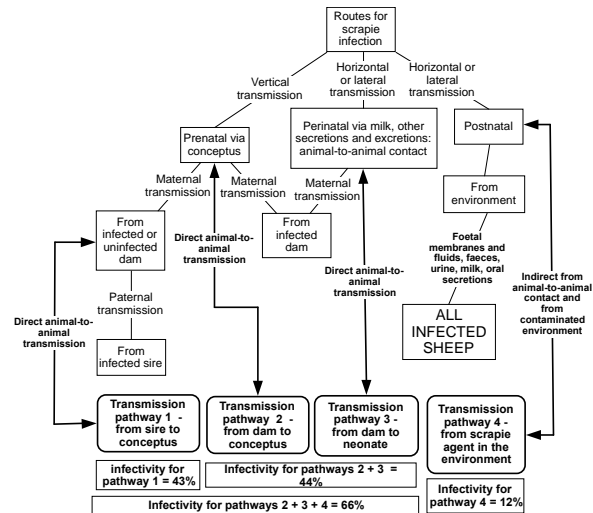 Routes for
scrapie
infection
Vertical
transmission
Horizontal
or lateral
transmission
Horizontal or
lateral
transmission
Prenatal via
conceptus
Perinatal via milk, other
secretions and excretions:
animal-to-animal contact
Postnatal
Maternal
transmission
Maternal
transmission
Maternal
transmission
From
environment
From
infected or
uninfected
dam
From
infected
dam
Direct animal-to-
animal
transmission
Foetal
membranes and
fluids, faeces,
urine, milk, oral
secretions
Direct animal-to-
animal
transmission
Indirect from
animal-to-animal
contact and
from
contaminated
environment
Paternal
transmission
Direct animal-to-
animal
transmission
From
infected sire
ALL
INFECTED
SHEEP
Transmission
pathway 1 -
from sire to
conceptus
Transmission
pathway 2 -
from dam to
conceptus
Transmission
pathway 3 -
from dam to
neonate
Transmission
pathway 4 -
from scrapie
agent in the
environment
infectivity for
pathway 1 = 43%
Infectivity for pathways 2 + 3 =
44%
Infectivity for
pathway 4 = 12%
Infectivity for pathways 2 + 3 + 4 = 66%